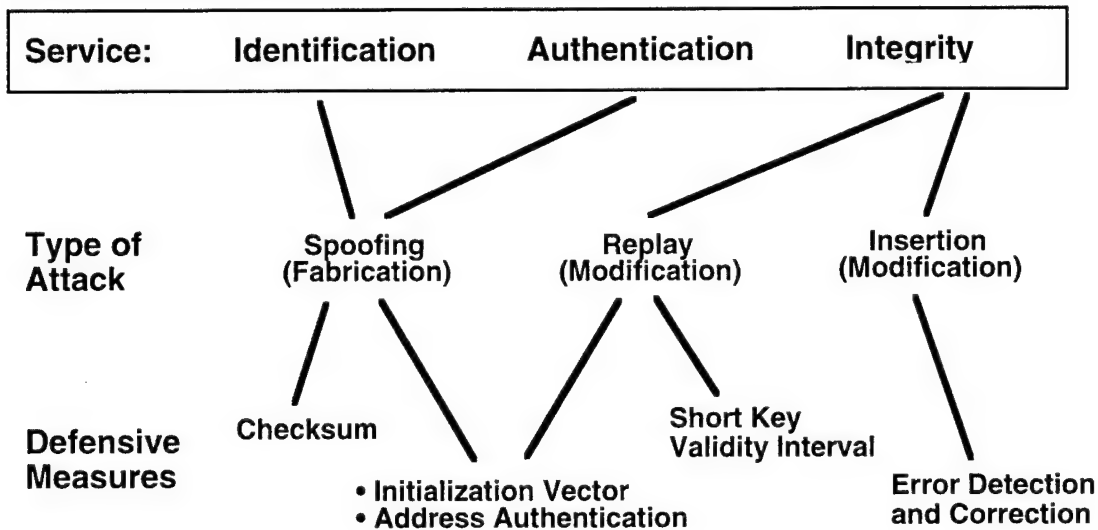 Service: Identification Authentication Integrity
Type of
Attack
Spoofing
(Fabrication)
Replay
(Modification)
Insertion
(Modification)
Defensive
Measures
Checksum
• Initialization Vector
• Address Authentication
Short Key
Validity Interval
Error Detection
and Correction